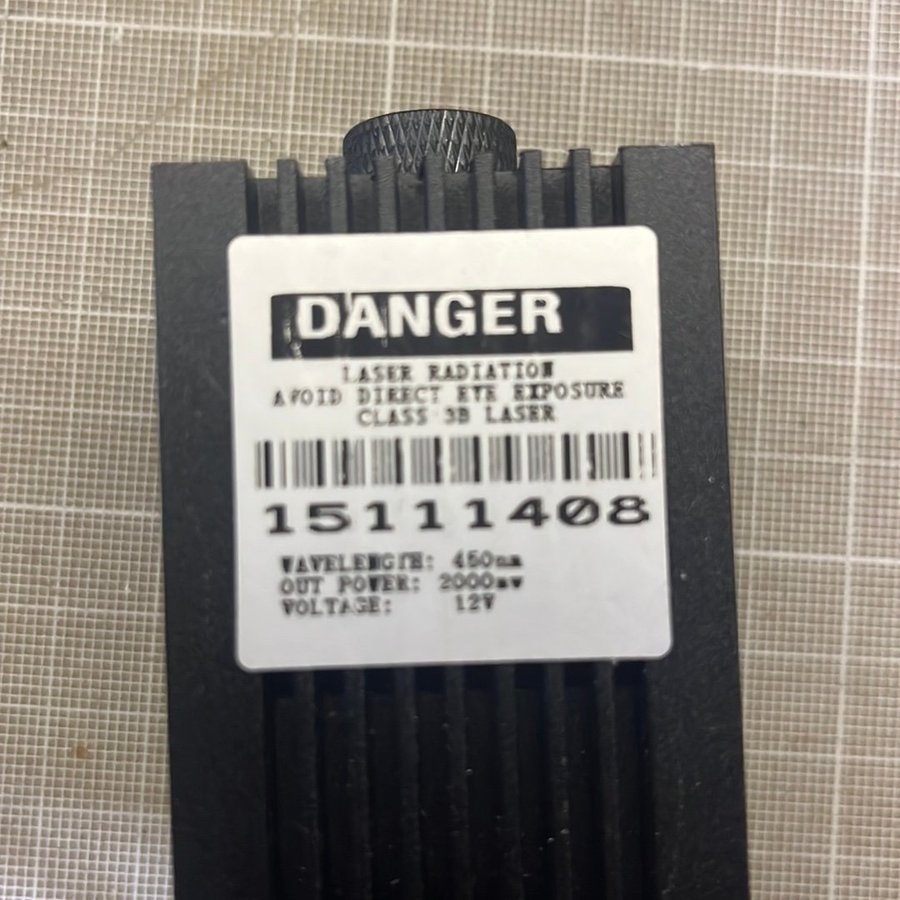 DANGER
LASER RADIATION
AVOID DIRECT EYE EXPOSURE
CLASS 3B LASER
15111408
WAVELENGTH: 450nm
OUT POWER: 2000mw
VOLTAGE: 12V